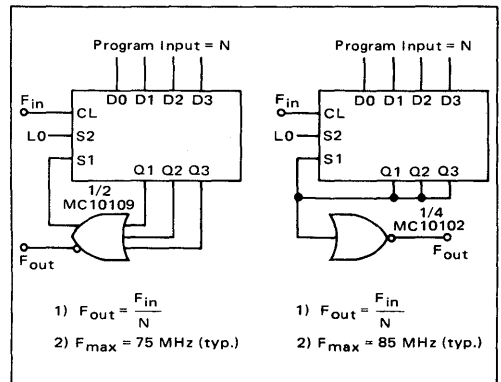 Program Input = N
D0 D1 D2 D3
Fin
CL
L0
S2
S1
Q1 Q2 Q3
1/2
MC10109
Fout
1) Fout = Fin/N
2) Fmax = 75 MHz (typ.)
Program Input = N
D0 D1 D2 D3
Fin
CL
L0
S2
S1
Q1 Q2 Q3
1/4
MC10102
Fout
1) Fout = Fin/N
2) Fmax = 85 MHz (typ.)